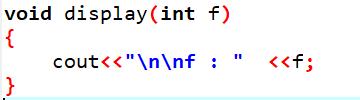 void display(int f)
{
    cout<<"\n\nf : "  <<f;
}